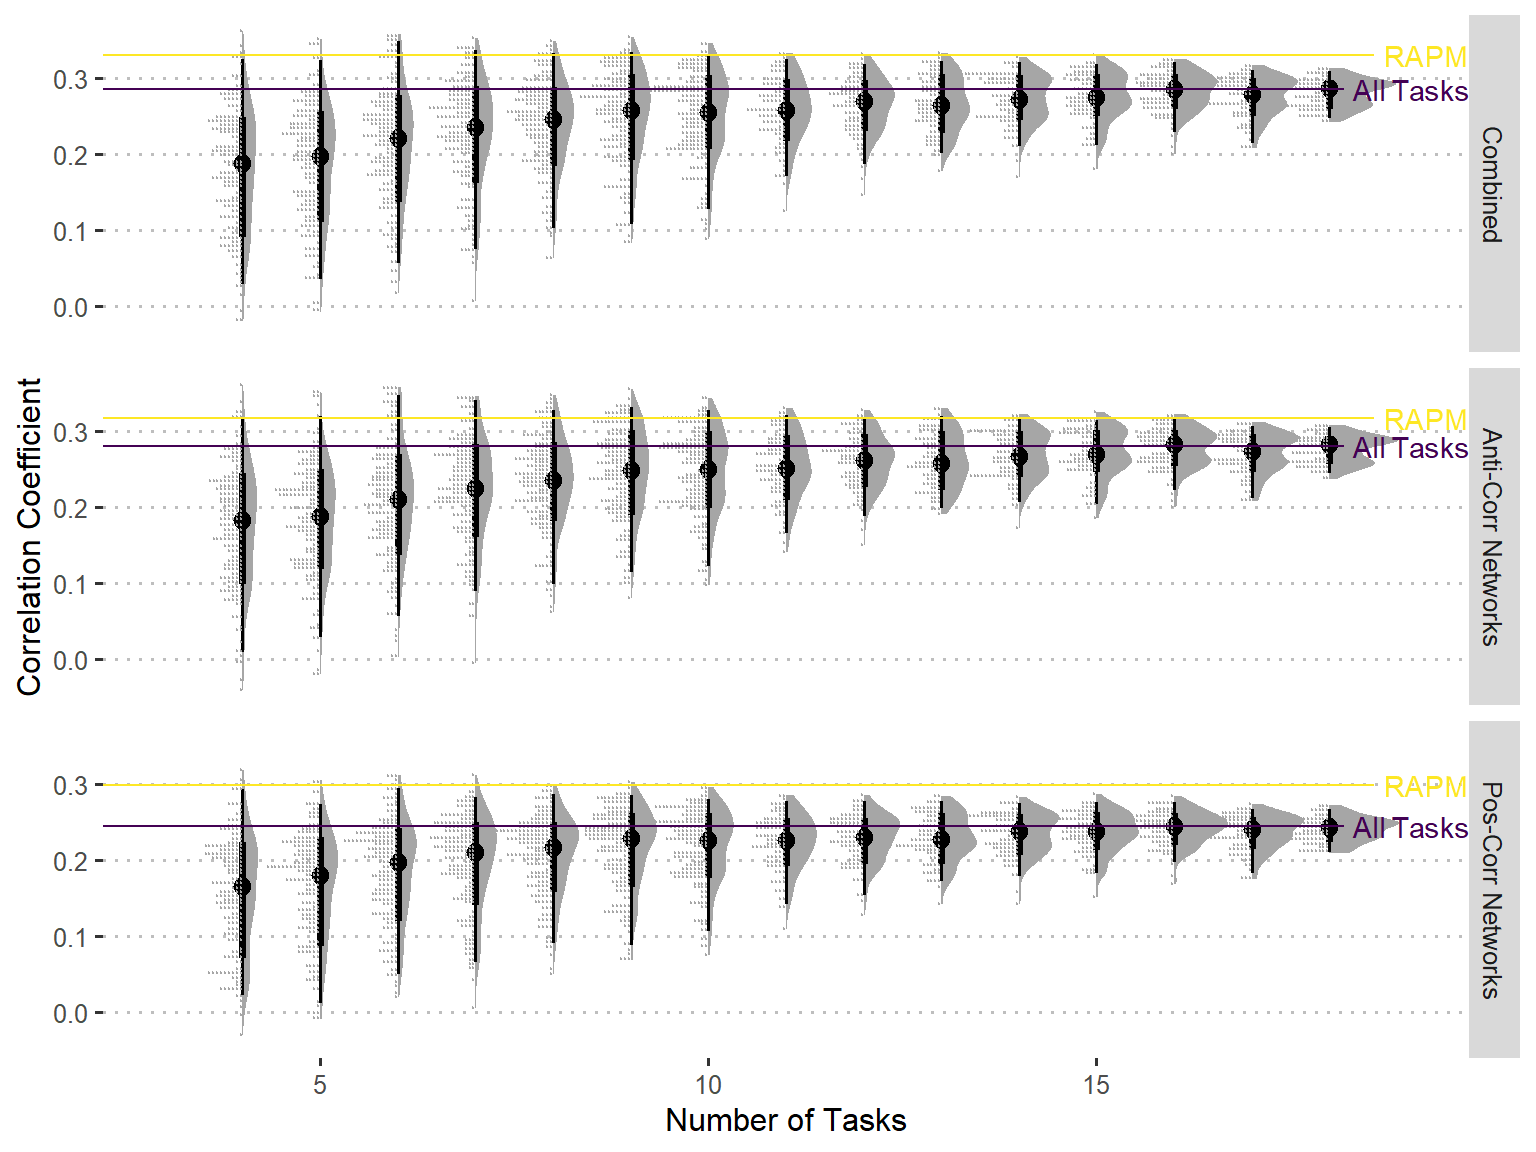 Correlation Coefficient
0.3
0.2
0.1
0.0
RAPM
All Tasks
Combined
0.3
0.2
0.1
0.0
RAPM
All Tasks
Anti-Corr Networks
0.3
0.2
0.1
0.0
RAPM
All Tasks
Pos-Corr Networks
5
10
15
Number of Tasks